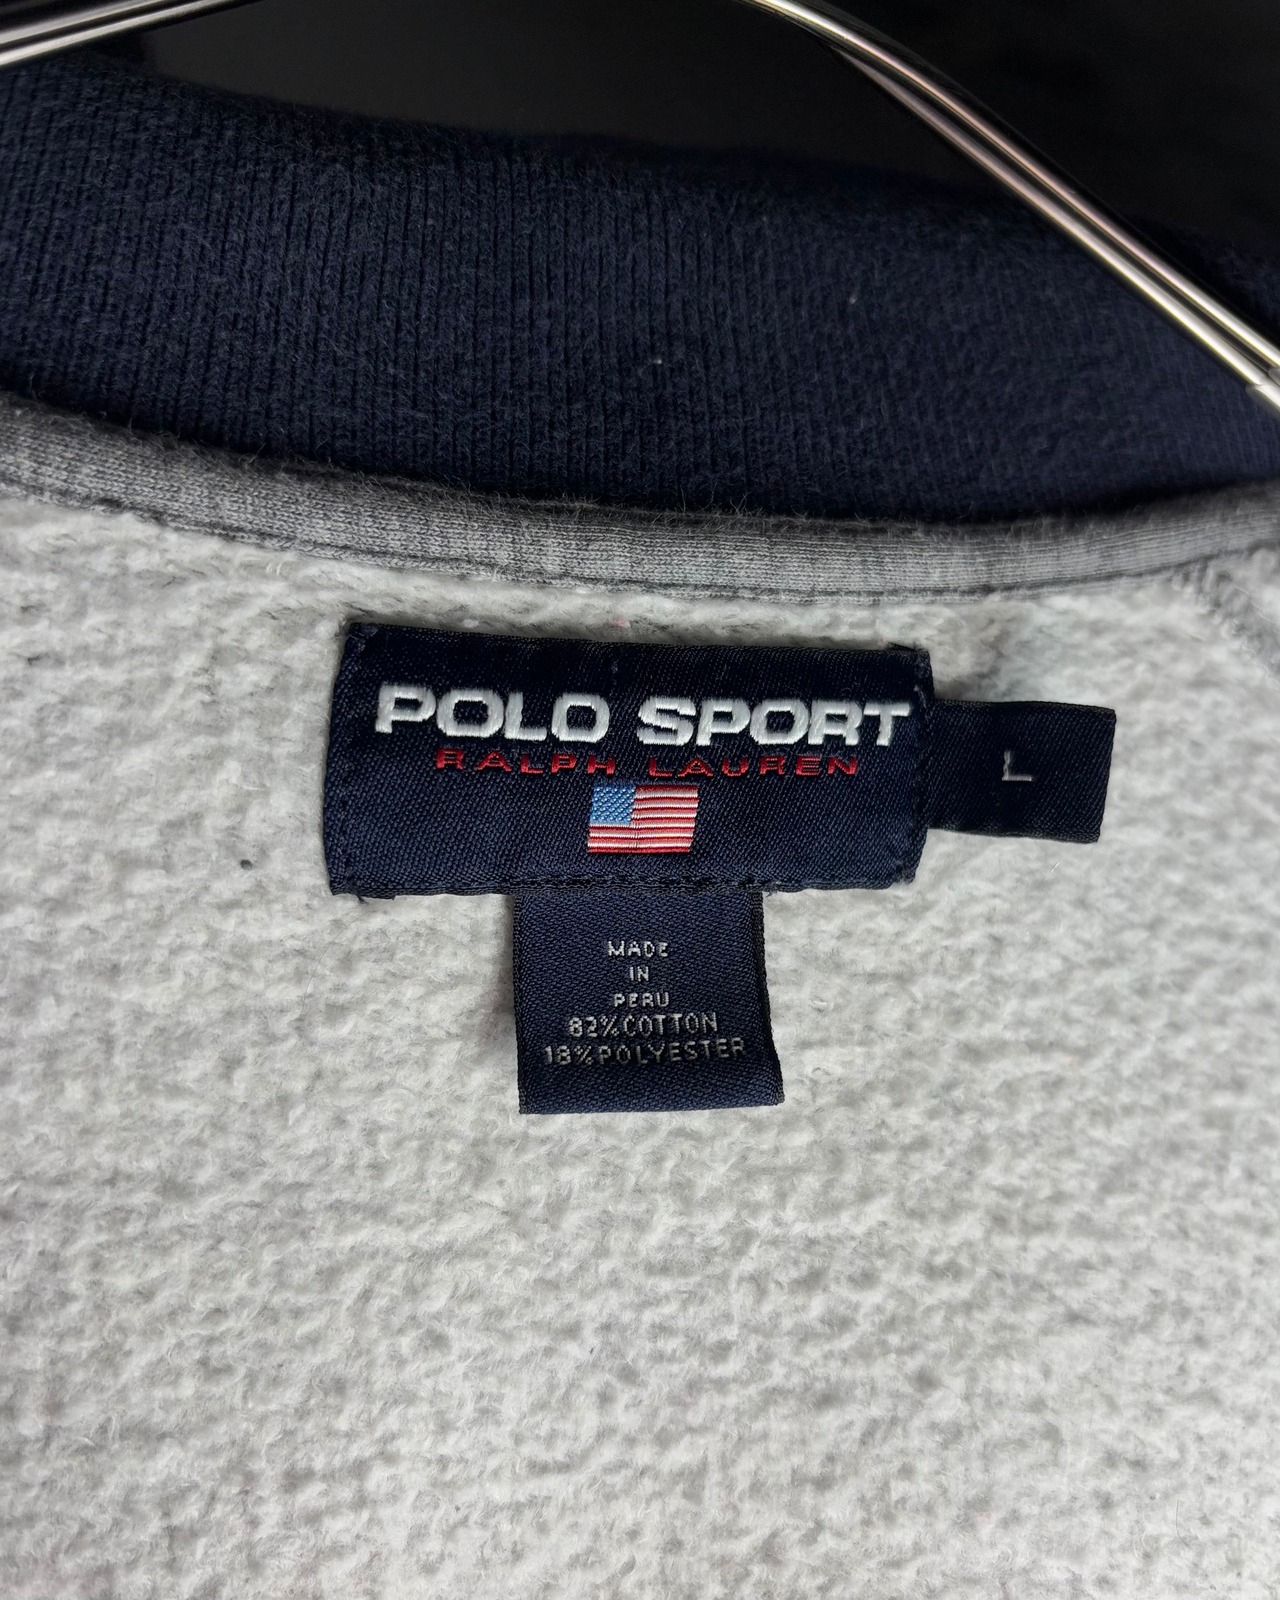 POLO SPORT
RALPH LAUREN
L
MADE
IN
PERU
82%COTTON
18%POLYESTER